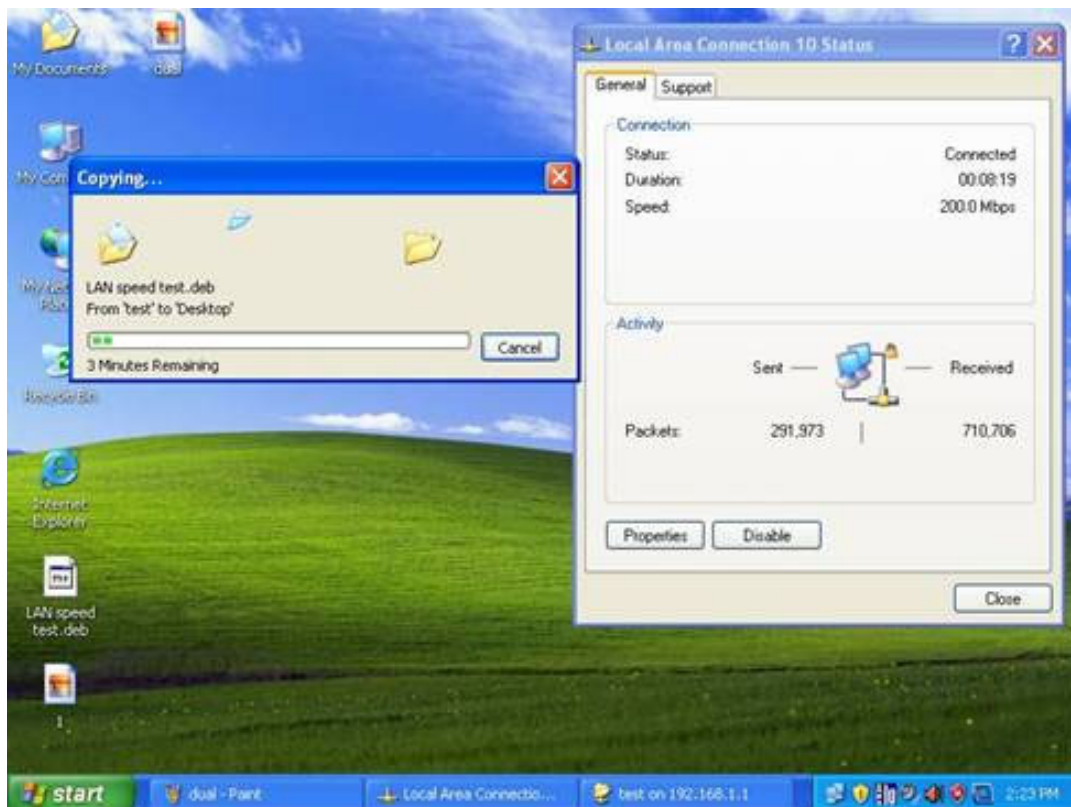 My Documents
dual
My Com
Recycle Bin
Internet
Explorer
LAN speed
test.deb
1
Copying...
LAN speed test.deb
From 'test' to 'Desktop'
3 Minutes Remaining
Cancel
Local Area Connection 10 Status
General
Support
Connection
Status: Connected
Duration: 00:08:19
Speed: 200.0 Mbps
Activity
Sent — — Received
Packets: 291,973 | 710,706
Properties
Disable
Close
start
dual - Paint
Local Area Connectio...
test on 192.168.1.1
2:23 PM